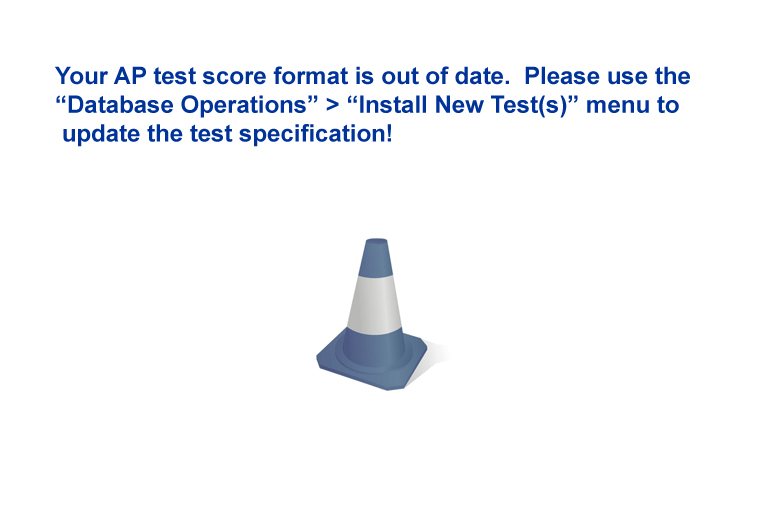 Your AP test score format is out of date.  Please use the
“Database Operations” > “Install New Test(s)” menu to
update the test specification!